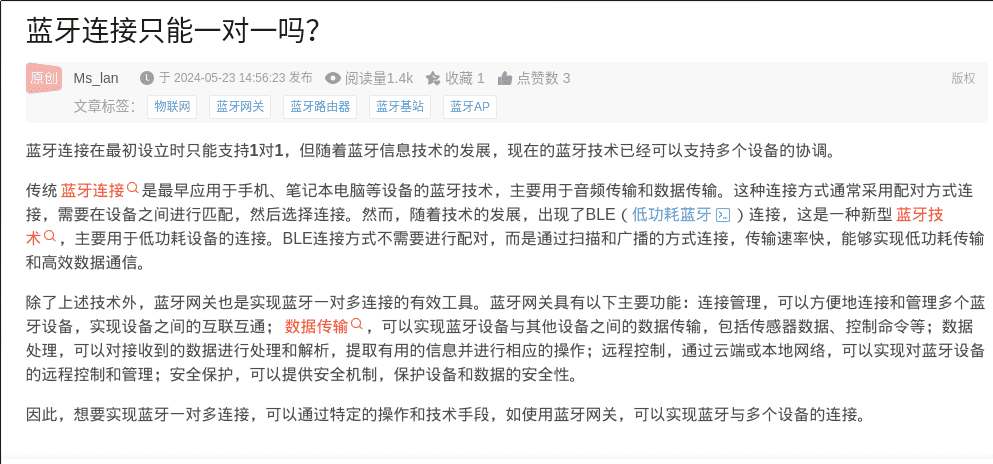 蓝牙连接只能一对一吗？
原创 Ms_lan 于 2024-05-23 14:56:23 发布 阅读量1.4k 收藏 1 点赞数 3 版权
文章标签： 物联网 蓝牙网关 蓝牙路由器 蓝牙基站 蓝牙AP
蓝牙连接在最初设立时只能支持1对1，但随着蓝牙信息技术的发展，现在的蓝牙技术已经可以支持多个设备的协调。
传统 蓝牙连接 是最早应用于手机、笔记本电脑等设备的蓝牙技术，主要用于音频传输和数据传输。这种连接方式通常采用配对方式连
接，需要在设备之间进行匹配，然后选择连接。然而，随着技术的发展，出现了BLE（ 低功耗蓝牙 ）连接，这是一种新型 蓝牙技
术 ，主要用于低功耗设备的连接。BLE连接方式不需要进行配对，而是通过扫描和广播的方式连接，传输速率快，能够实现低功耗传输
和高效数据通信。
除了上述技术外，蓝牙网关也是实现蓝牙一对多连接的有效工具。蓝牙网关具有以下主要功能：连接管理，可以方便地连接和管理多个蓝
牙设备，实现设备之间的互联互通； 数据传输 ，可以实现蓝牙设备与其他设备之间的数据传输，包括传感器数据、控制命令等；数据
处理，可以对接收到的数据进行处理和解析，提取有用的信息并进行相应的操作；远程控制，通过云端或本地网络，可以实现对蓝牙设备
的远程控制和管理；安全保护，可以提供安全机制，保护设备和数据的安全性。
因此，想要实现蓝牙一对多连接，可以通过特定的操作和技术手段，如使用蓝牙网关，可以实现蓝牙与多个设备的连接。